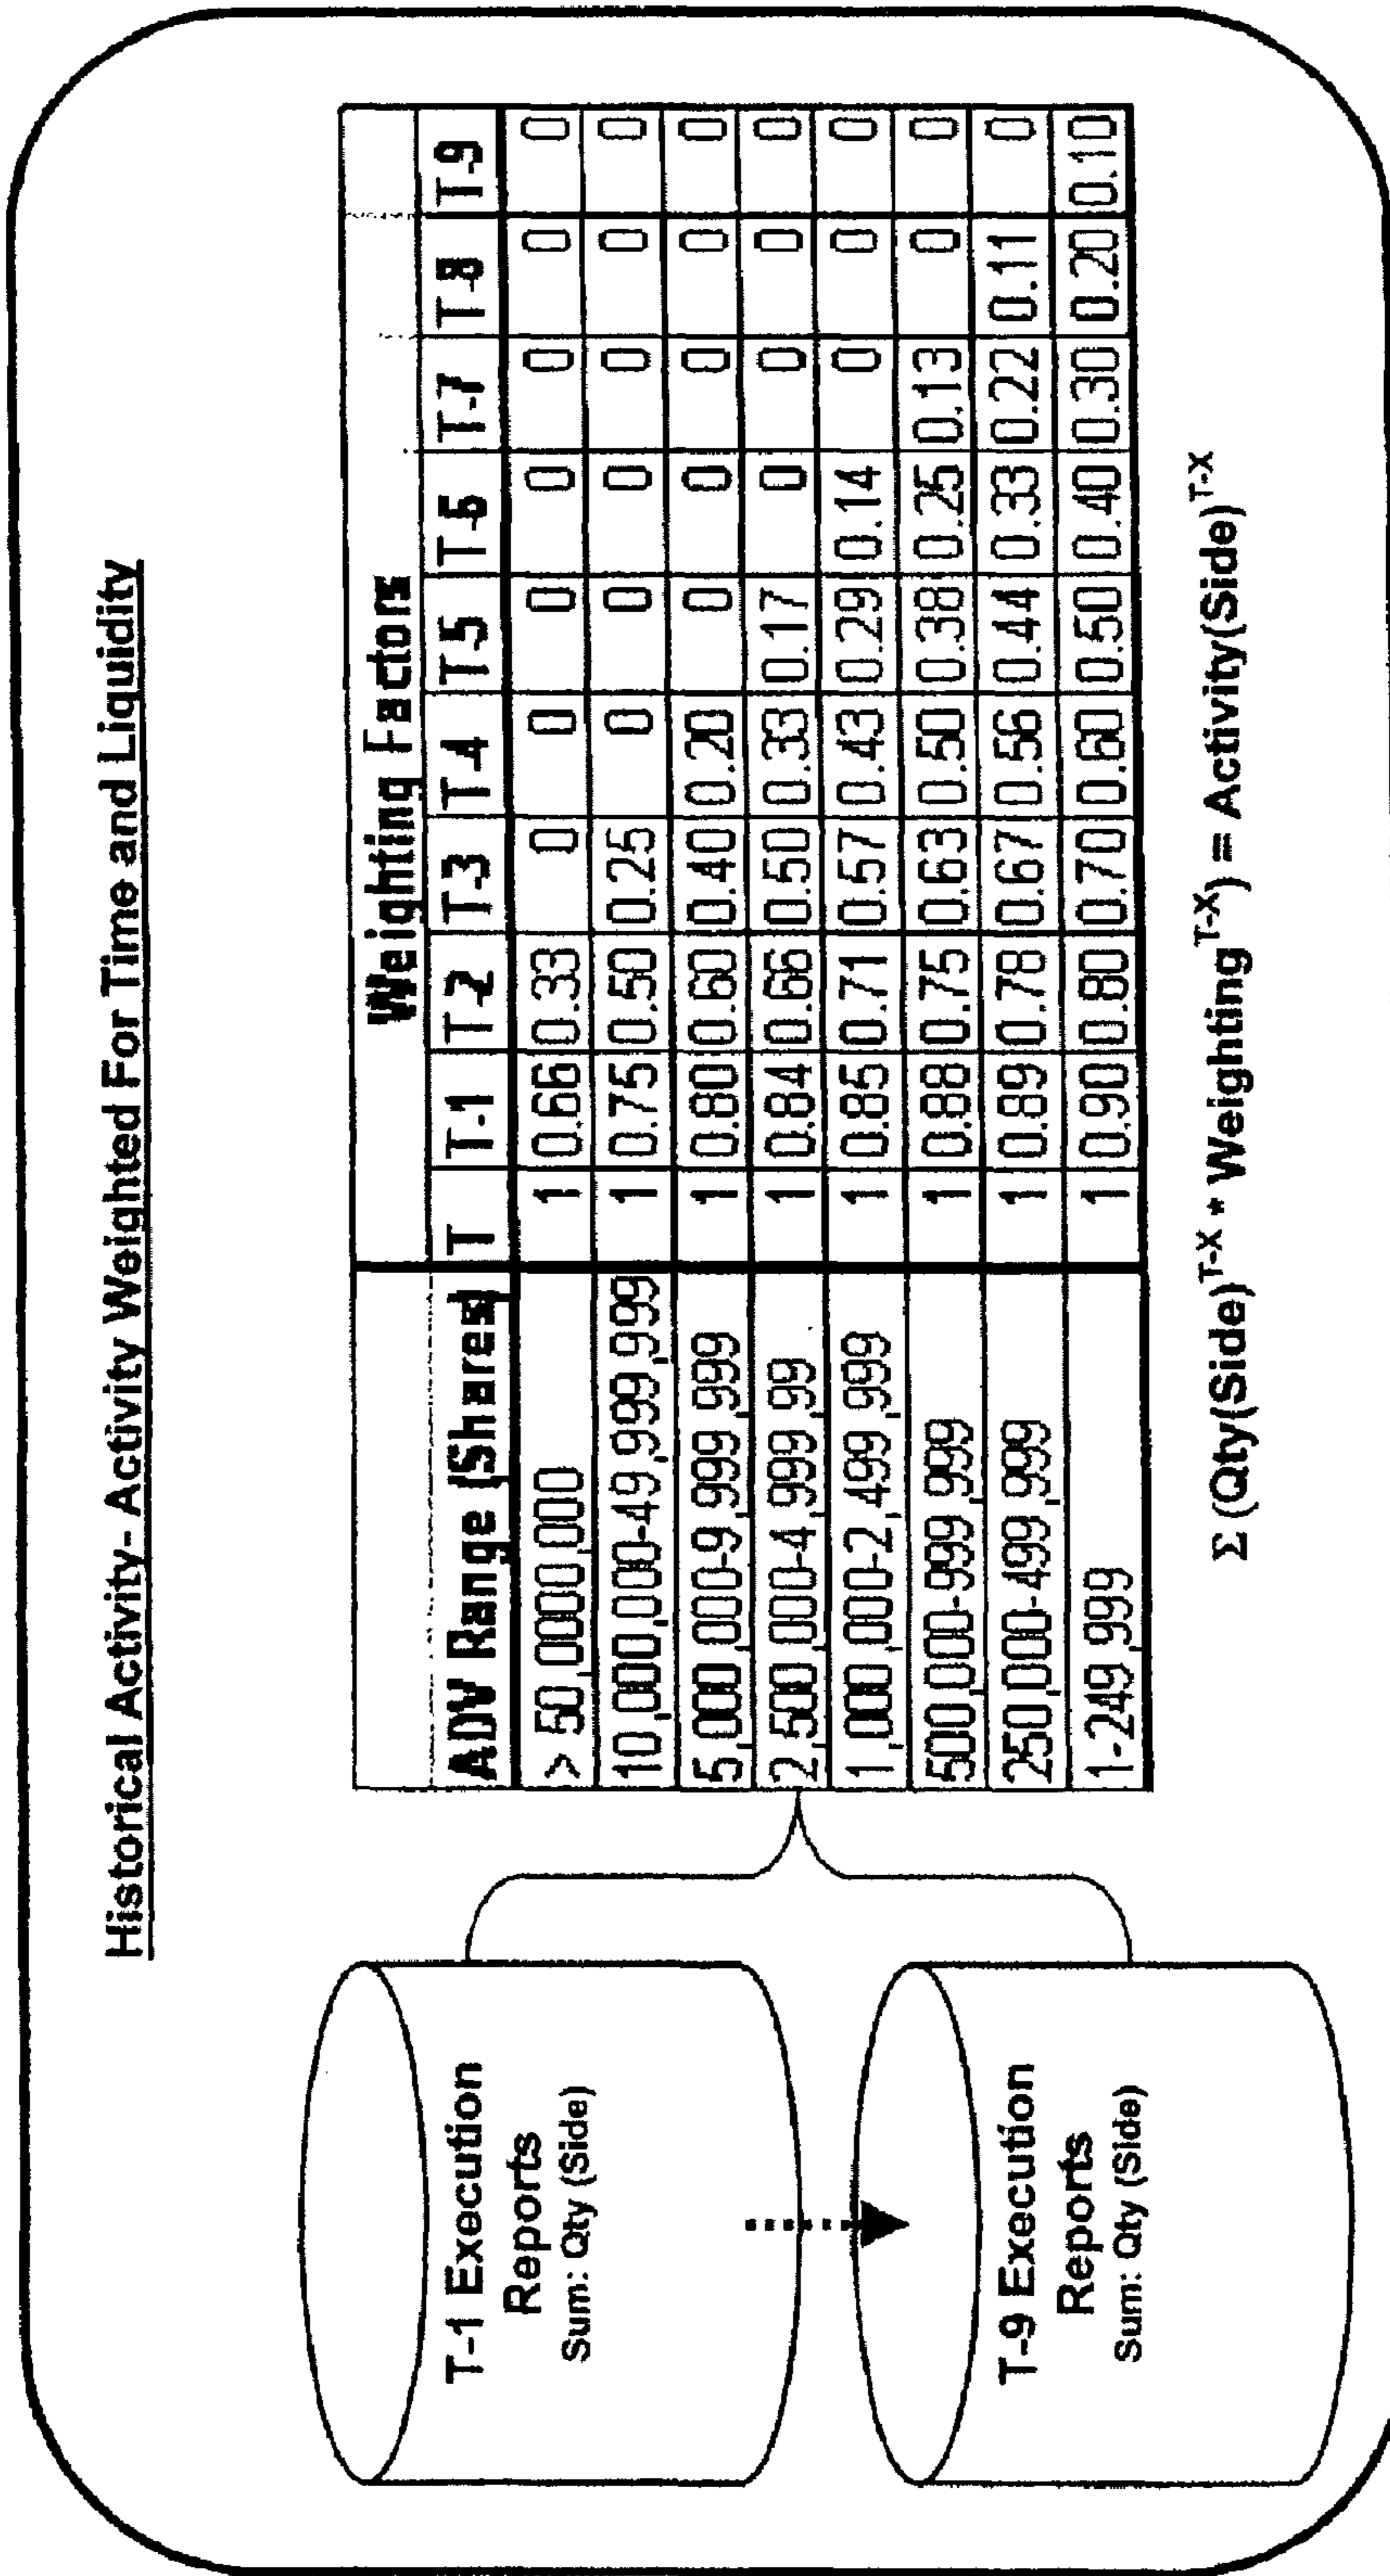 Historical Activity- Activity Weighted For Time and Liquidity
T-1 Execution
Reports
Sum: Qty (Side)
T-9 Execution
Reports
Sum: Qty (Side)
Weighting Factors
ADV Range (Shares) T T-1 T-2 T-3 T-4 T-5 T-6 T-7 T-8 T-9
> 50,0000,000 1 0.66 0.33 0 0 0 0 0 0 0
10,000,000-49,999,999 1 0.75 0.50 0.25 0 0 0 0 0 0
5,000,000-9,999,999 1 0.80 0.60 0.40 0.20 0 0 0 0 0
2,500,000-4,999,99 1 0.84 0.66 0.50 0.33 0.17 0 0 0 0
1,000,000-2,499,999 1 0.85 0.71 0.57 0.43 0.29 0.14 0 0 0
500,000-999,999 1 0.88 0.75 0.63 0.50 0.38 0.25 0.13 0 0
250,000-499,999 1 0.89 0.78 0.67 0.56 0.44 0.33 0.22 0.11 0
1-249,999 1 0.90 0.80 0.70 0.60 0.50 0.40 0.30 0.20 0.10
Σ (Qty(Side)ᵀ⁻ˣ * Weighting ᵀ⁻ˣ) = Activity(Side)ᵀ⁻ˣ